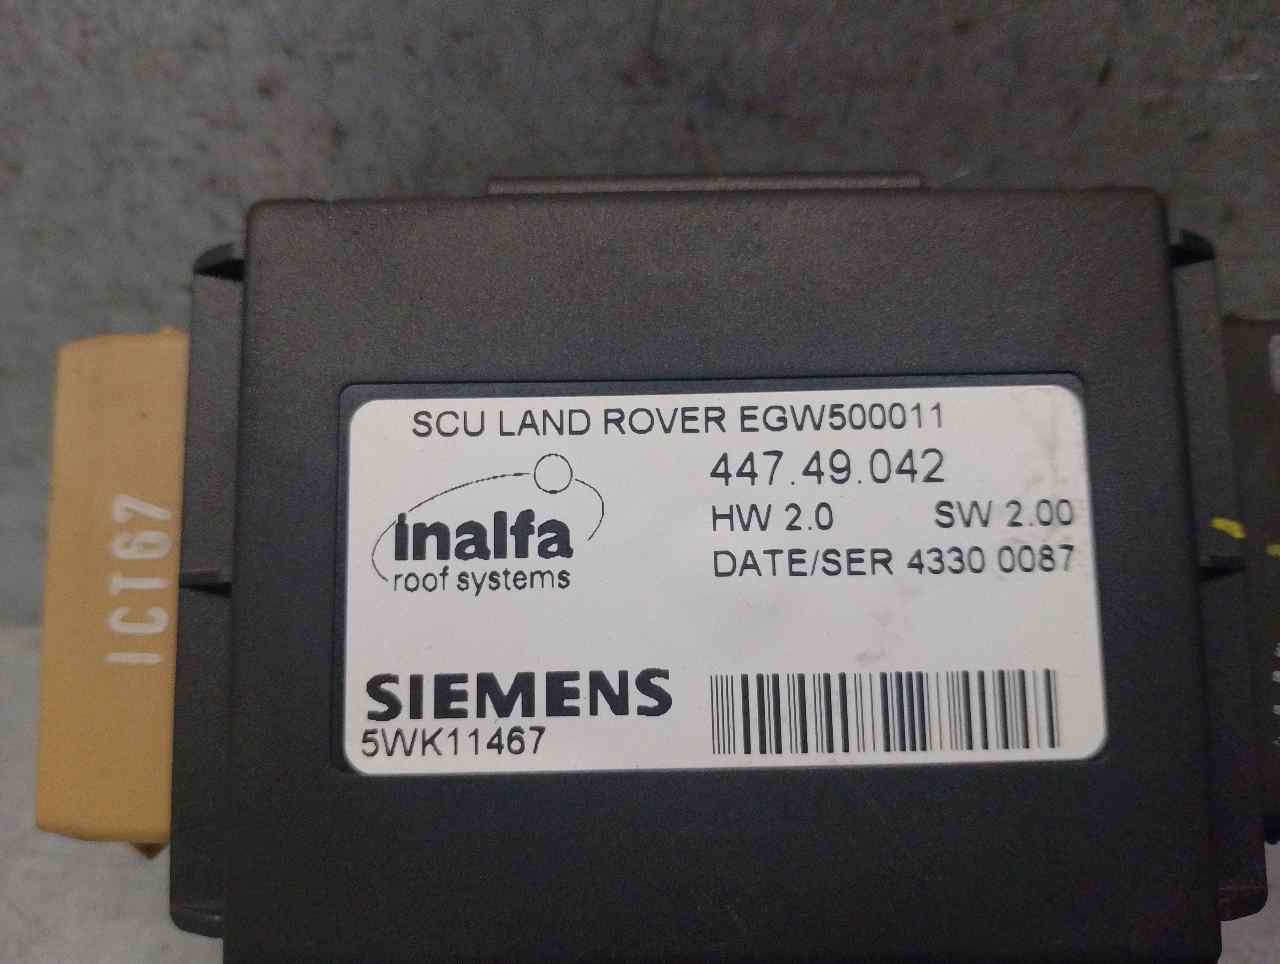 SCU LAND ROVER EGW500011
inalfa
roof systems
447.49.042
HW 2.0 SW 2.00
DATE/SER 4330 0087
SIEMENS
5WK11467
ICT67